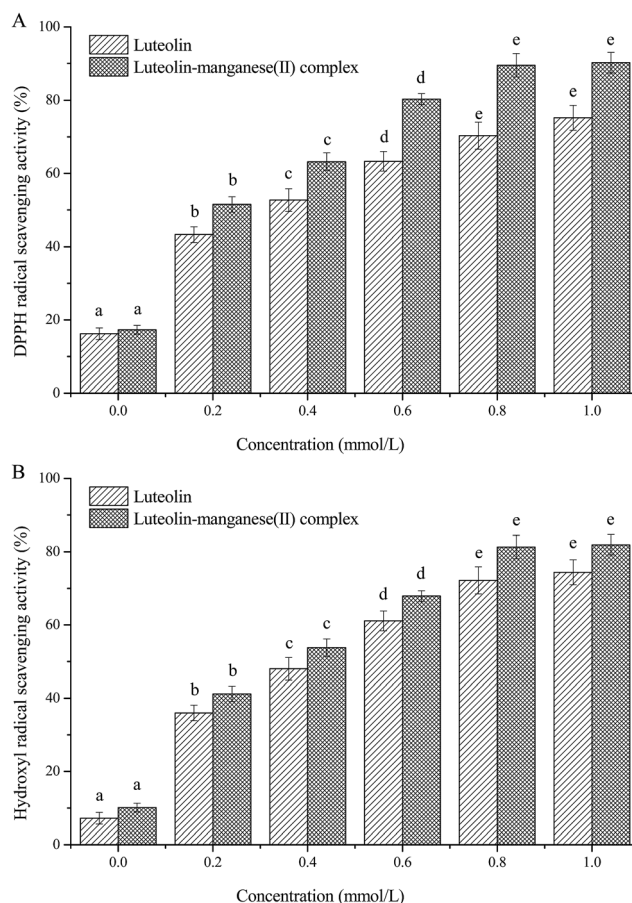 A
Luteolin
Luteolin-manganese(II) complex
DPPH radical scavenging activity (%)
100
80
60
40
20
0
a a b b c c d d e e e e
0.0 0.2 0.4 0.6 0.8 1.0
Concentration (mmol/L)
B
Luteolin
Luteolin-manganese(II) complex
Hydroxyl radical scavenging activity (%)
100
80
60
40
20
0
a a b b c c d d e e e e
0.0 0.2 0.4 0.6 0.8 1.0
Concentration (mmol/L)